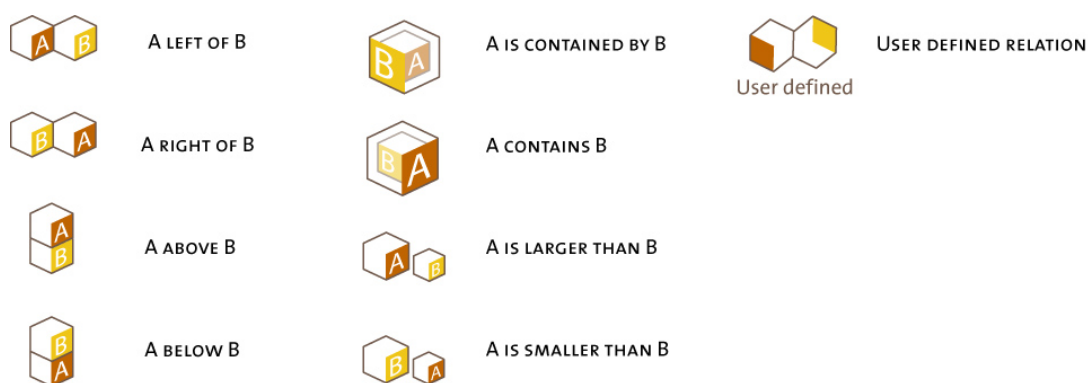 A B A LEFT OF B
B A A RIGHT OF B
A
B
A ABOVE B
B
A
A BELOW B
B A A IS CONTAINED BY B
B A A CONTAINS B
A B A IS LARGER THAN B
B A A IS SMALLER THAN B
USER DEFINED RELATION
User defined